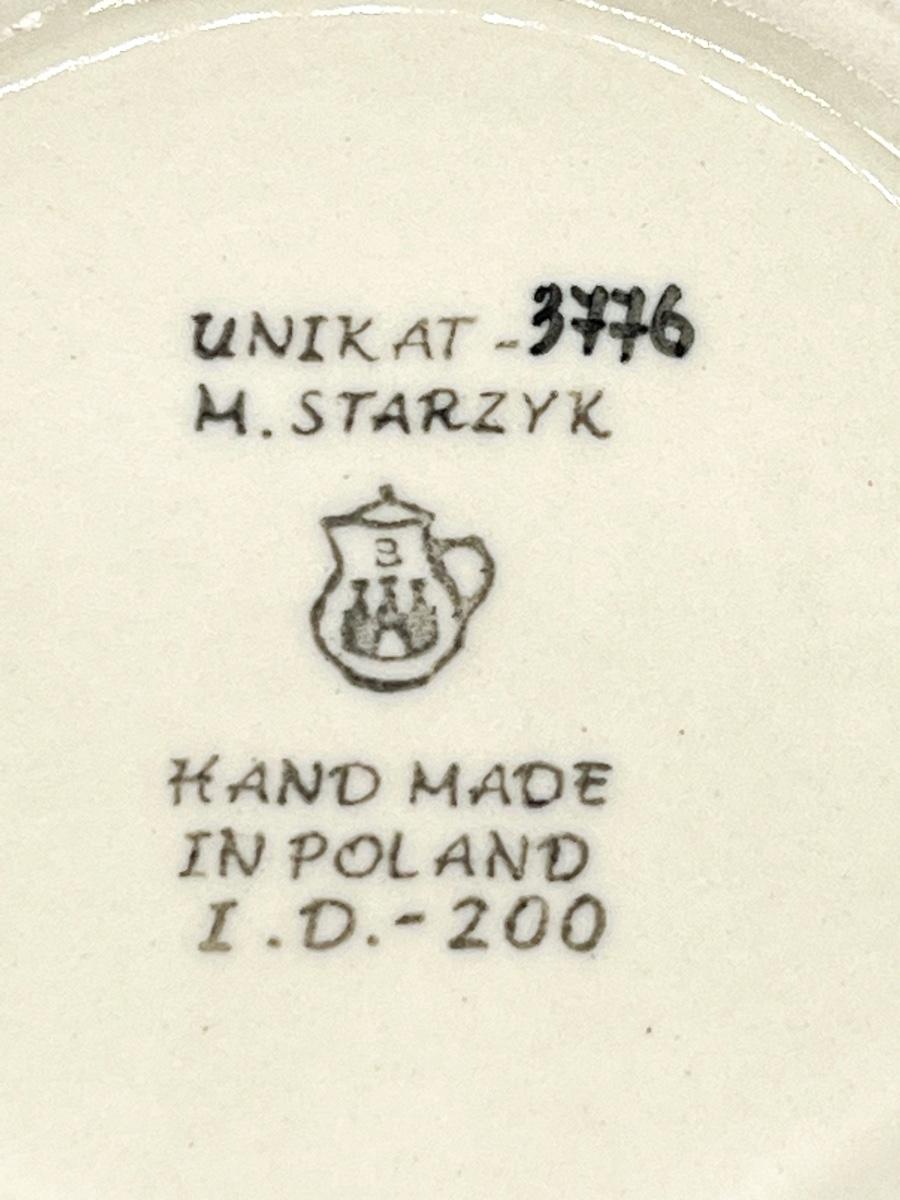 UNIKAT - 3776
M. STARZYK
B
HAND MADE
IN POLAND
I.D.-200